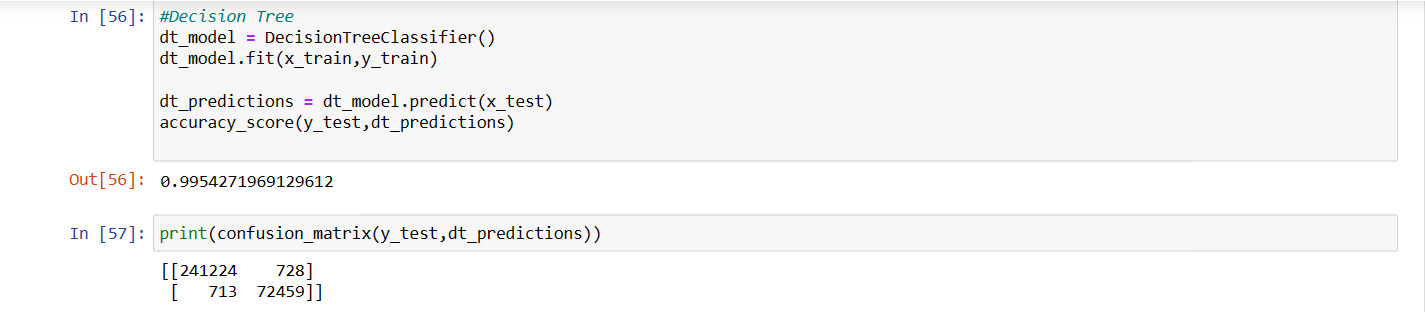 In [56]: #Decision Tree
dt_model = DecisionTreeClassifier()
dt_model.fit(x_train,y_train)
dt_predictions = dt_model.predict(x_test)
accuracy_score(y_test,dt_predictions)
Out[56]: 0.9954271969129612
In [57]: print(confusion_matrix(y_test,dt_predictions))
[[241224    728]
 [   713  72459]]